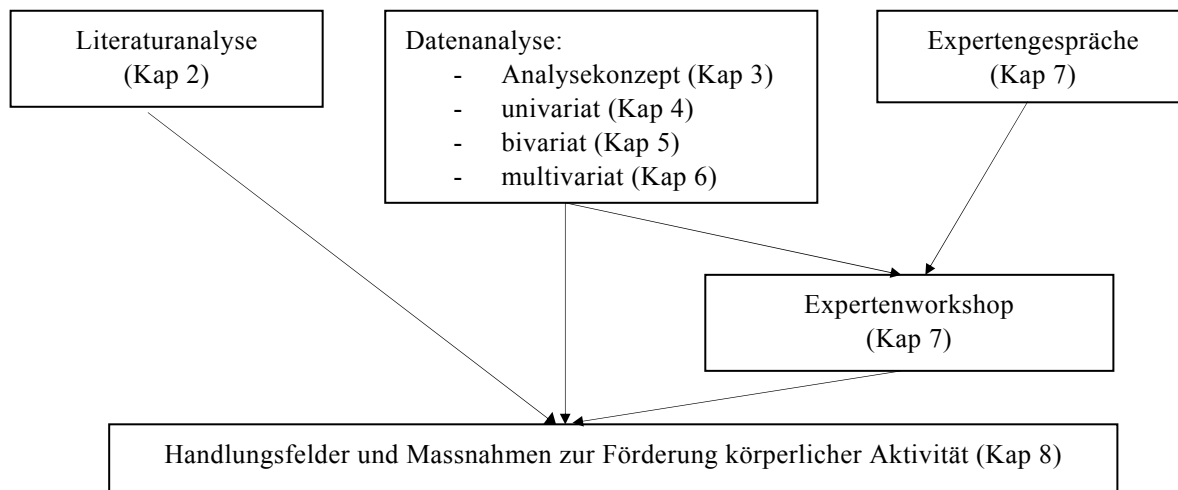 Literaturanalyse
(Kap 2)
Datenanalyse:
- Analysekonzept (Kap 3)
- univariat (Kap 4)
- bivariat (Kap 5)
- multivariat (Kap 6)
Expertengespräche
(Kap 7)
Expertenworkshop
(Kap 7)
Handlungsfelder und Massnahmen zur Förderung körperlicher Aktivität (Kap 8)